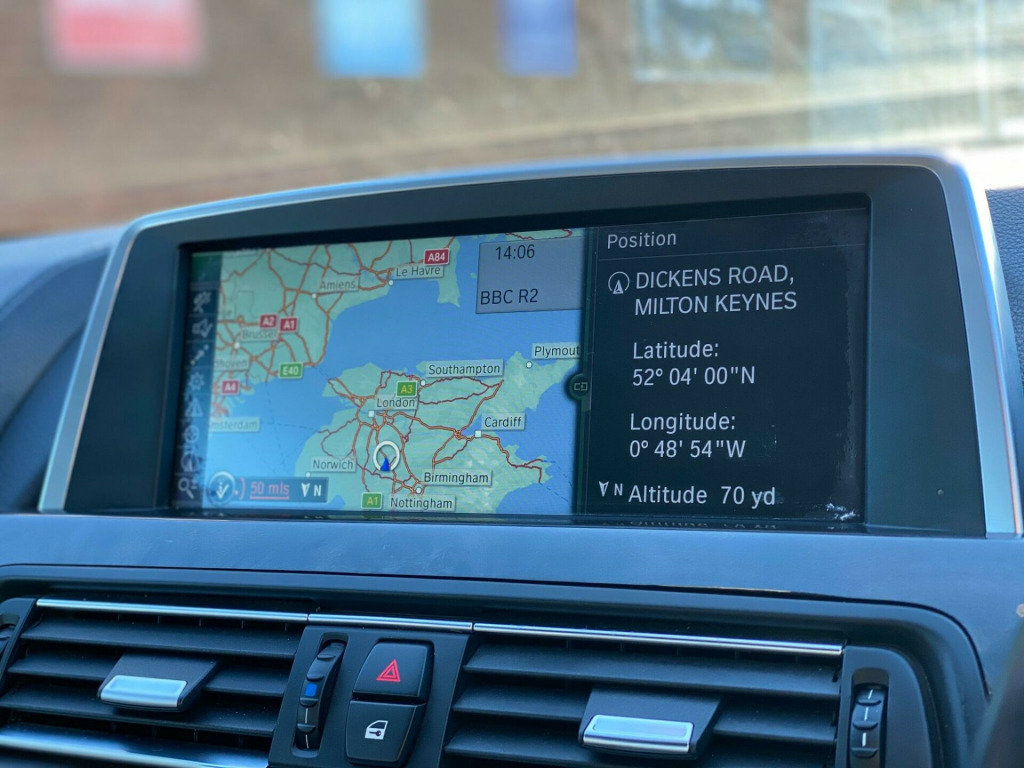 A84
Le Havre
Amiens
14:06
BBC R2
A2
A1
E40
A4
Plymout
Southampton
A3
London
Cardiff
Norwich
Birmingham
50 mls
N
A1
Nottingham
Position
DICKENS ROAD,
MILTON KEYNES
Latitude:
52° 04' 00"N
Longitude:
0° 48' 54"W
N Altitude 70 yd